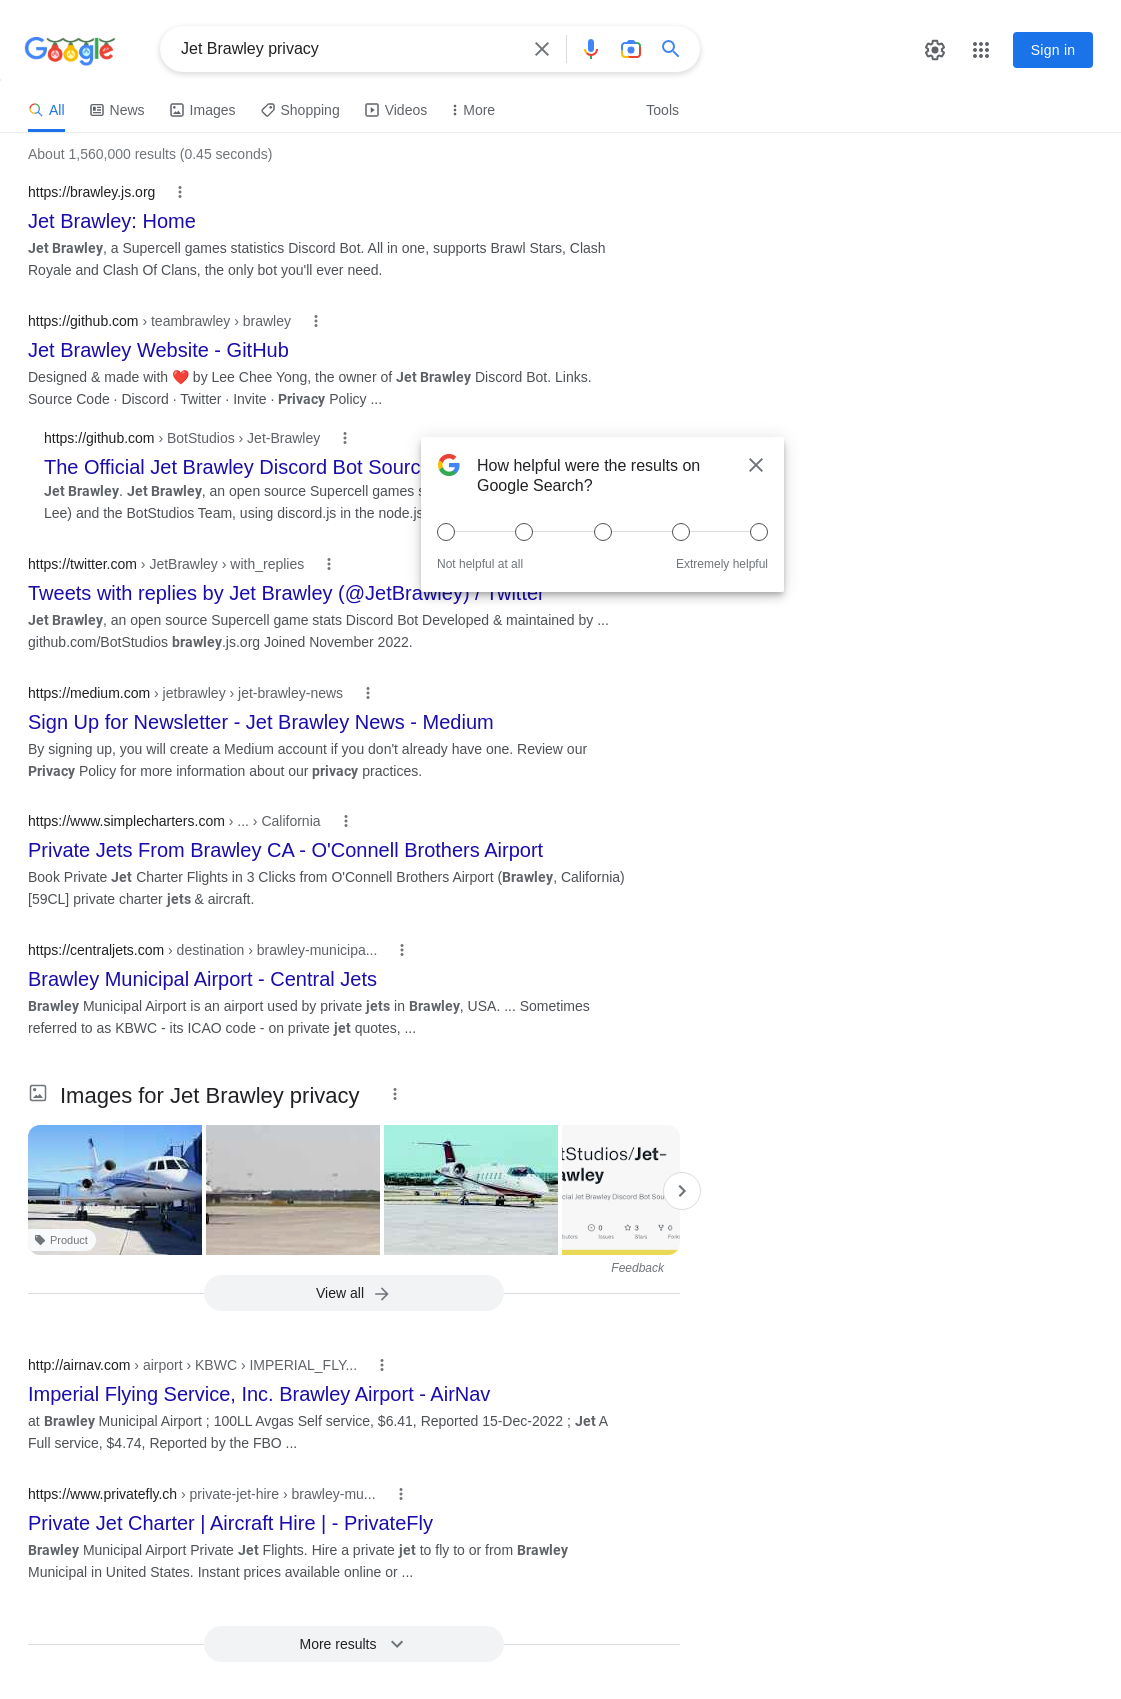 Google
Jet Brawley privacy
Sign in
All
News
Images
Shopping
Videos
More
Tools
About 1,560,000 results (0.45 seconds)
https://brawley.js.org
Jet Brawley: Home
Jet Brawley, a Supercell games statistics Discord Bot. All in one, supports Brawl Stars, Clash
Royale and Clash Of Clans, the only bot you'll ever need.
https://github.com › teambrawley › brawley
Jet Brawley Website - GitHub
Designed & made with ❤️ by Lee Chee Yong, the owner of Jet Brawley Discord Bot. Links.
Source Code · Discord · Twitter · Invite · Privacy Policy ...
https://github.com › BotStudios › Jet-Brawley
The Official Jet Brawley Discord Bot Sourc
Jet Brawley. Jet Brawley, an open source Supercell games s
Lee) and the BotStudios Team, using discord.js in the node.js
How helpful were the results on
Google Search?
Not helpful at all
Extremely helpful
https://twitter.com › JetBrawley › with_replies
Tweets with replies by Jet Brawley (@JetBrawley) / Twitter
Jet Brawley, an open source Supercell game stats Discord Bot Developed & maintained by ...
github.com/BotStudios brawley.js.org Joined November 2022.
https://medium.com › jetbrawley › jet-brawley-news
Sign Up for Newsletter - Jet Brawley News - Medium
By signing up, you will create a Medium account if you don't already have one. Review our
Privacy Policy for more information about our privacy practices.
https://www.simplecharters.com › ... › California
Private Jets From Brawley CA - O'Connell Brothers Airport
Book Private Jet Charter Flights in 3 Clicks from O'Connell Brothers Airport (Brawley, California)
[59CL] private charter jets & aircraft.
https://centraljets.com › destination › brawley-municipa...
Brawley Municipal Airport - Central Jets
Brawley Municipal Airport is an airport used by private jets in Brawley, USA. ... Sometimes
referred to as KBWC - its ICAO code - on private jet quotes, ...
Images for Jet Brawley privacy
Product
tStudios/Jet-
awley
cial Jet Brawley Discord Bot Sou
0
3
0
Issues
Stars
Feedback
View all
http://airnav.com › airport › KBWC › IMPERIAL_FLY...
Imperial Flying Service, Inc. Brawley Airport - AirNav
at Brawley Municipal Airport ; 100LL Avgas Self service, $6.41, Reported 15-Dec-2022 ; Jet A
Full service, $4.74, Reported by the FBO ...
https://www.privatefly.ch › private-jet-hire › brawley-mu...
Private Jet Charter | Aircraft Hire | - PrivateFly
Brawley Municipal Airport Private Jet Flights. Hire a private jet to fly to or from Brawley
Municipal in United States. Instant prices available online or ...
More results